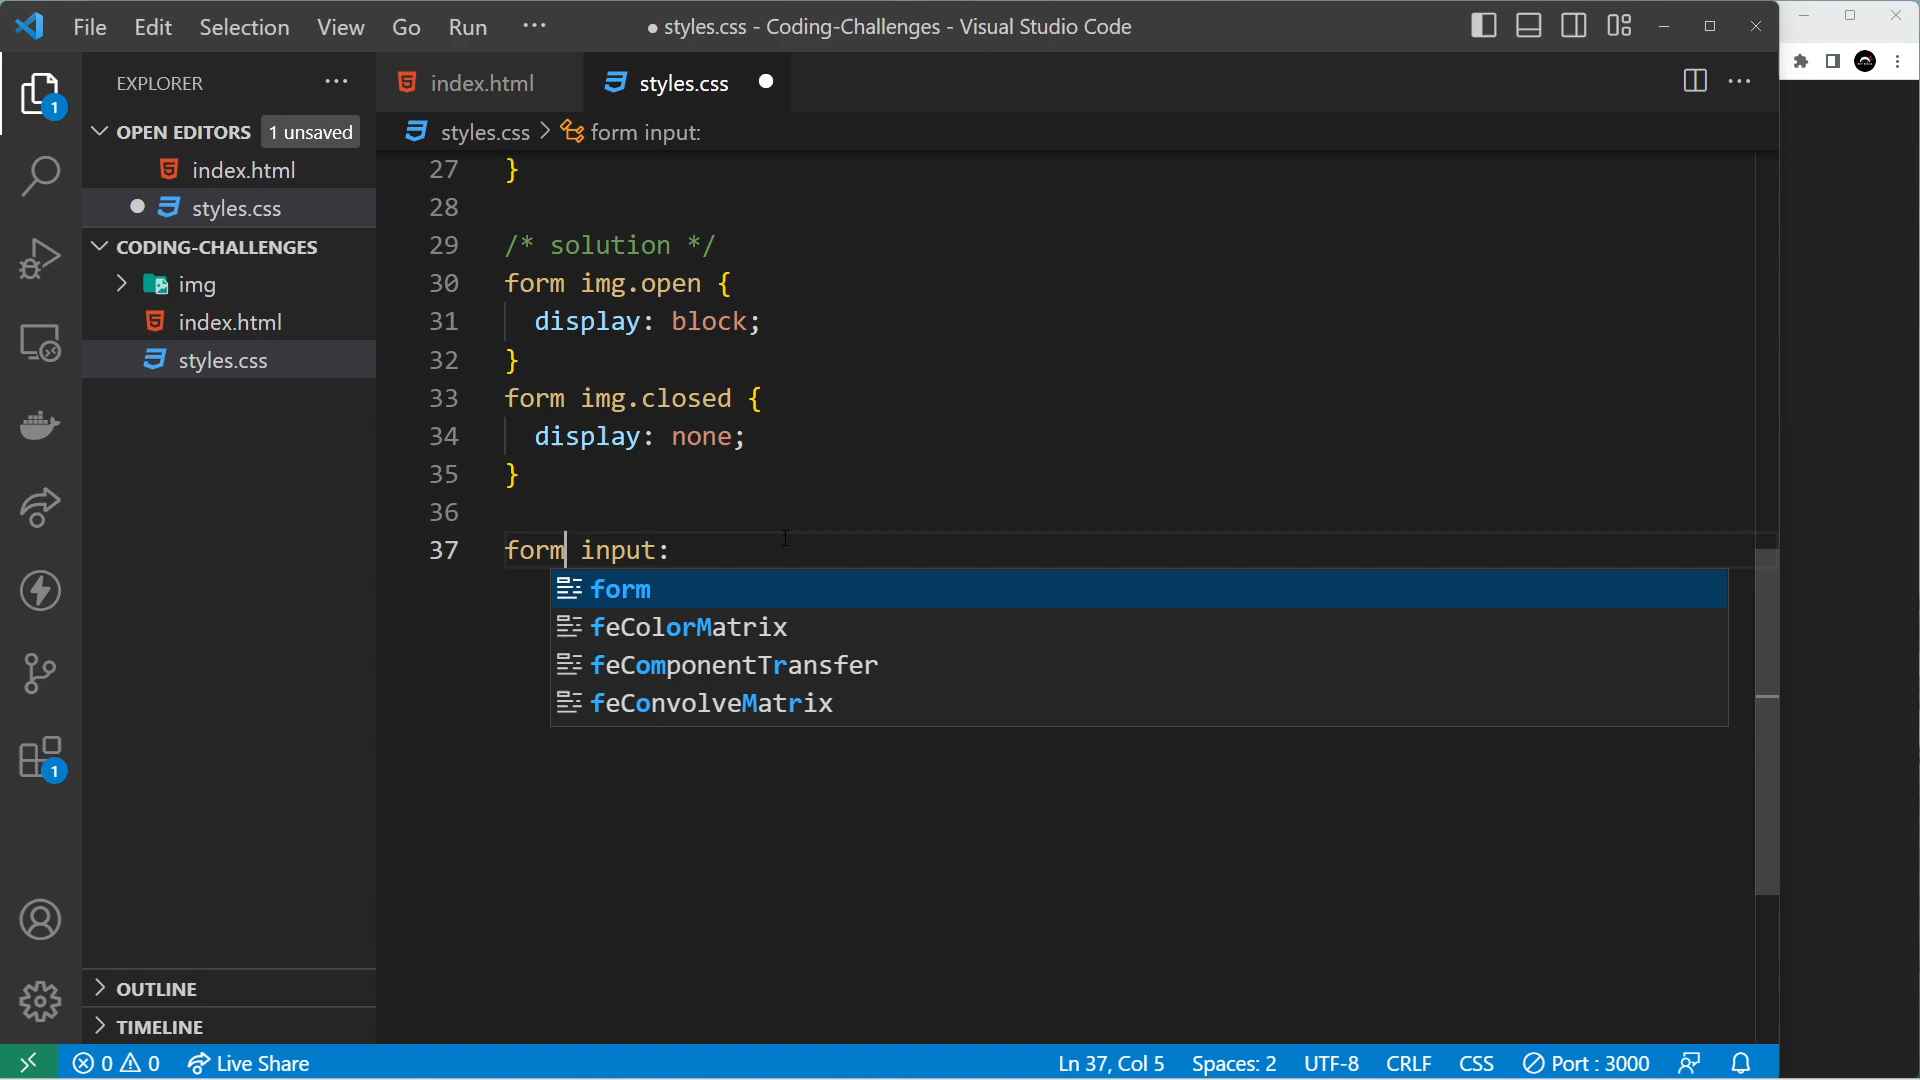 File Edit Selection View Go Run ···
● styles.css - Coding-Challenges - Visual Studio Code
EXPLORER ···
OPEN EDITORS 1 unsaved
index.html
styles.css
CODING-CHALLENGES
img
index.html
styles.css
OUTLINE
TIMELINE
1
1
index.html styles.css
styles.css > form input:
27 }
28
29 /* solution */
30 form img.open {
31 display: block;
32 }
33 form img.closed {
34 display: none;
35 }
36
37 form input:
form
feColorMatrix
feComponentTransfer
feConvolveMatrix
0 0 Live Share Ln 37, Col 5 Spaces: 2 UTF-8 CRLF CSS Port : 3000